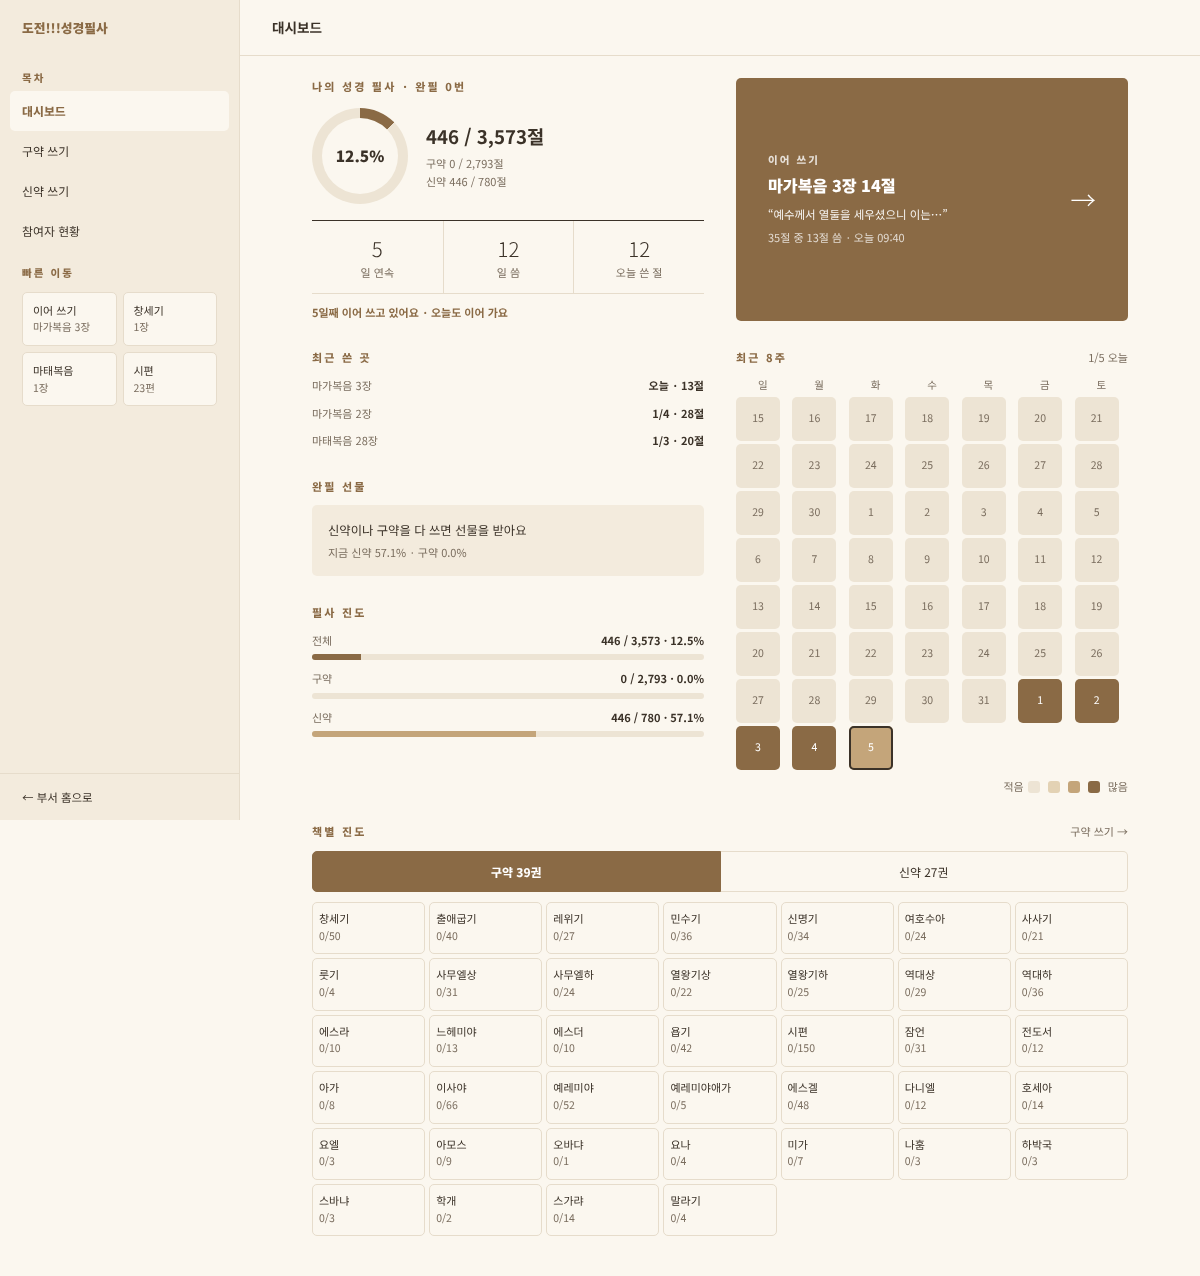 도전!!!성경필사
목차
대시보드
구약 쓰기
신약 쓰기
참여자 현황
빠른 이동
이어 쓰기
마가복음 3장
창세기
1장
마태복음
1장
시편
23편
← 부서 홈으로
대시보드
나의 성경 필사 · 완필 0번
12.5%
446 / 3,573절
구약 0 / 2,793절
신약 446 / 780절
5
일 연속
12
일 씀
12
오늘 쓴 절
5일째 이어 쓰고 있어요 · 오늘도 이어 가요
이어 쓰기
마가복음 3장 14절
“예수께서 열둘을 세우셨으니 이는…”
35절 중 13절 씀 · 오늘 09:40
→
최근 쓴 곳
마가복음 3장 오늘 · 13절
마가복음 2장 1/4 · 28절
마태복음 28장 1/3 · 20절
완필 선물
신약이나 구약을 다 쓰면 선물을 받아요
지금 신약 57.1% · 구약 0.0%
필사 진도
전체 446 / 3,573 · 12.5%
구약 0 / 2,793 · 0.0%
신약 446 / 780 · 57.1%
최근 8주 1/5 오늘
일 월 화 수 목 금 토
15 16 17 18 19 20 21
22 23 24 25 26 27 28
29 30 1 2 3 4 5
6 7 8 9 10 11 12
13 14 15 16 17 18 19
20 21 22 23 24 25 26
27 28 29 30 31 1 2
3 4 5
적음 많음
책별 진도 구약 쓰기 →
구약 39권 신약 27권
창세기 출애굽기 레위기 민수기 신명기 여호수아 사사기
0/50 0/40 0/27 0/36 0/34 0/24 0/21
룻기 사무엘상 사무엘하 열왕기상 열왕기하 역대상 역대하
0/4 0/31 0/24 0/22 0/25 0/29 0/36
에스라 느헤미야 에스더 욥기 시편 잠언 전도서
0/10 0/13 0/10 0/42 0/150 0/31 0/12
아가 이사야 예레미야 예레미야애가 에스겔 다니엘 호세아
0/8 0/66 0/52 0/5 0/48 0/12 0/14
요엘 아모스 오바댜 요나 미가 나훔 하박국
0/3 0/9 0/1 0/4 0/7 0/3 0/3
스바냐 학개 스가랴 말라기
0/3 0/2 0/14 0/4